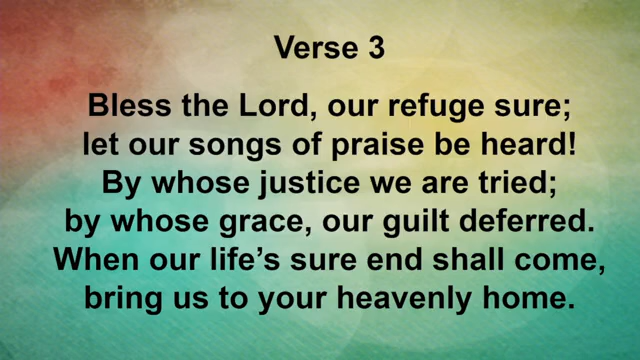 Verse 3
Bless the Lord, our refuge sure;
let our songs of praise be heard!
By whose justice we are tried;
by whose grace, our guilt deferred.
When our life’s sure end shall come,
bring us to your heavenly home.